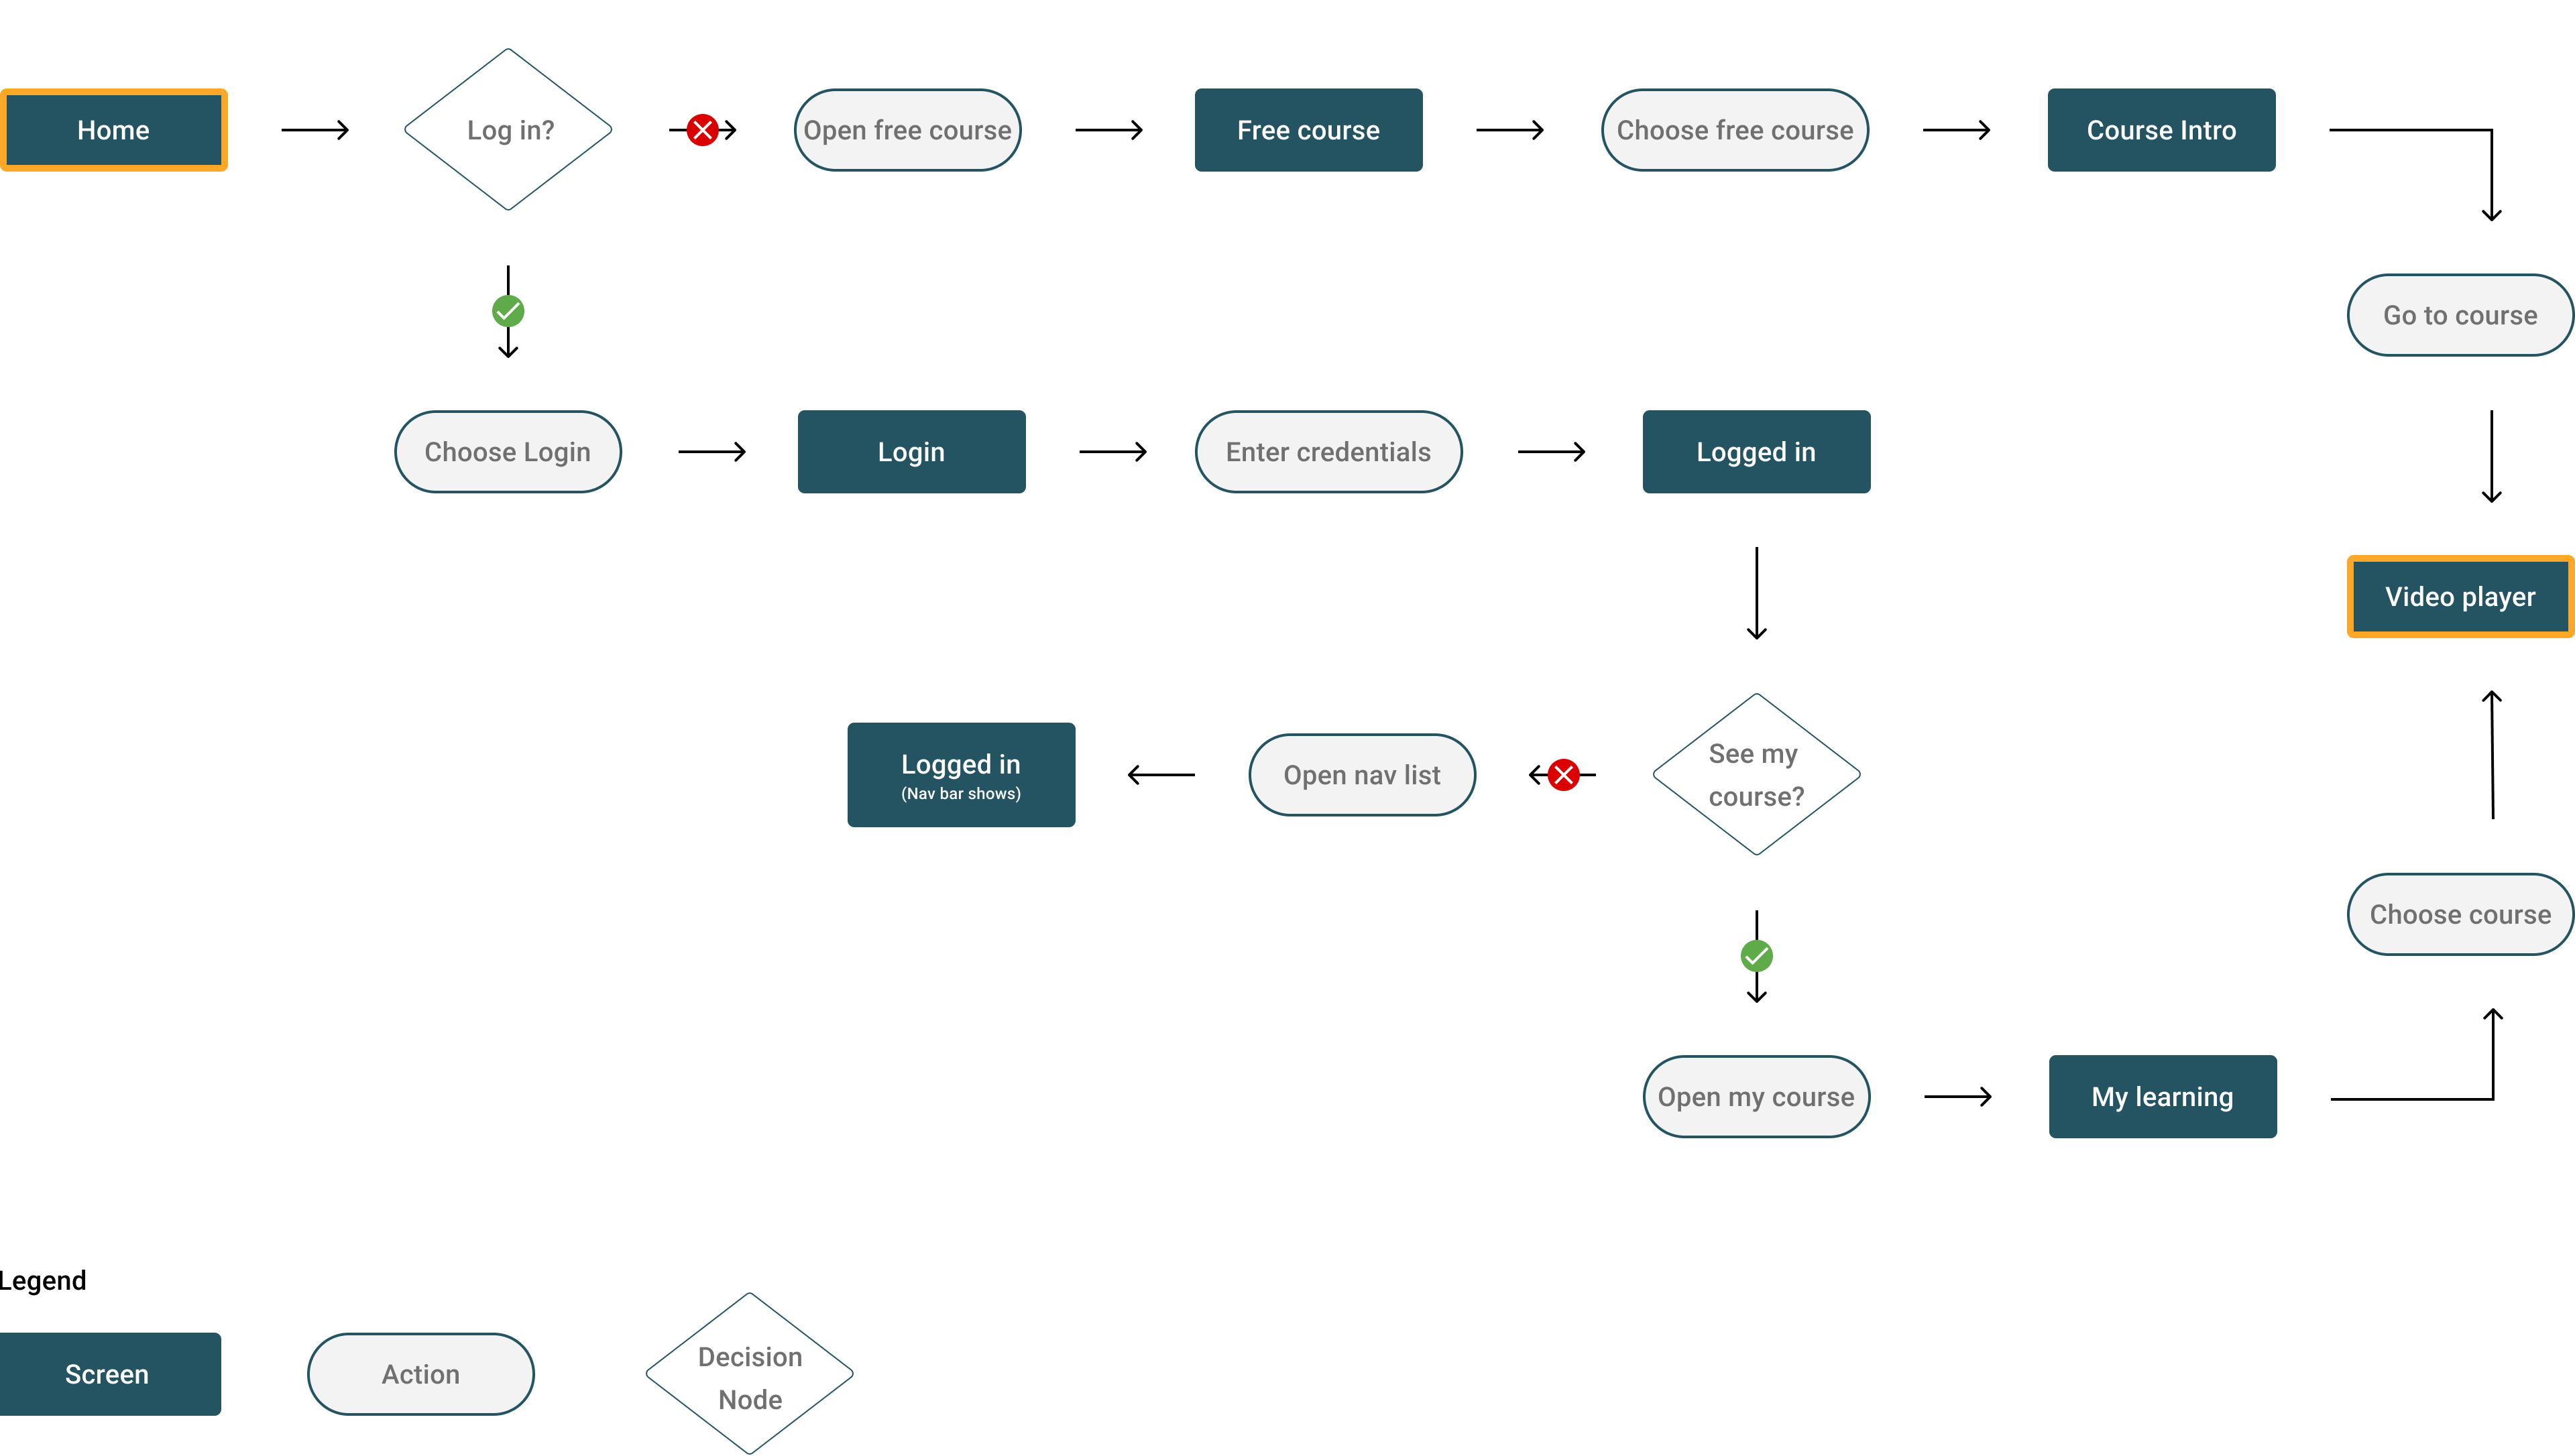 Home
Log in?
Open free course
Free course
Choose free course
Course Intro
Go to course
Choose Login
Login
Enter credentials
Logged in
Video player
Logged in
(Nav bar shows)
Open nav list
See my
course?
Choose course
Open my course
My learning
Legend
Screen
Action
Decision
Node